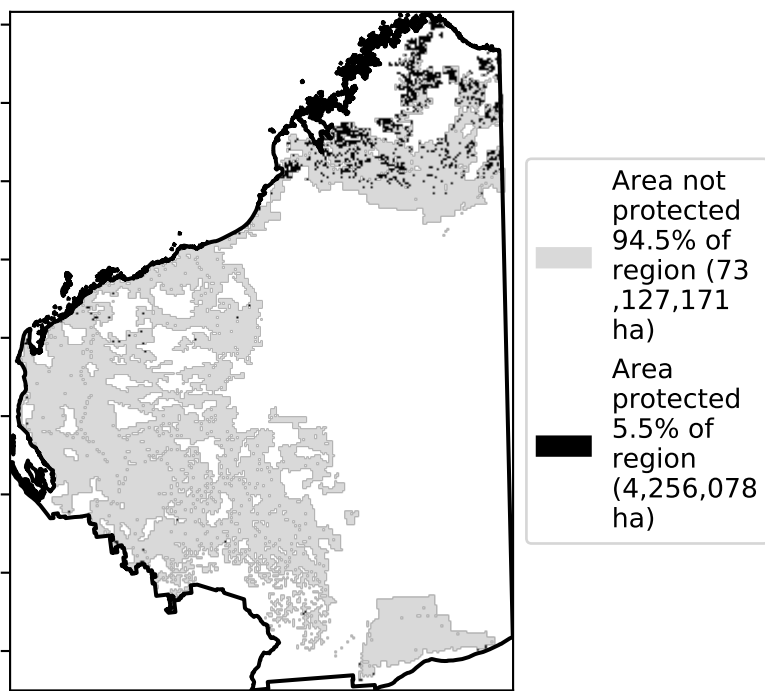 Area not
protected
94.5% of
region (73
,127,171
ha)
Area
protected
5.5% of
region
(4,256,078
ha)